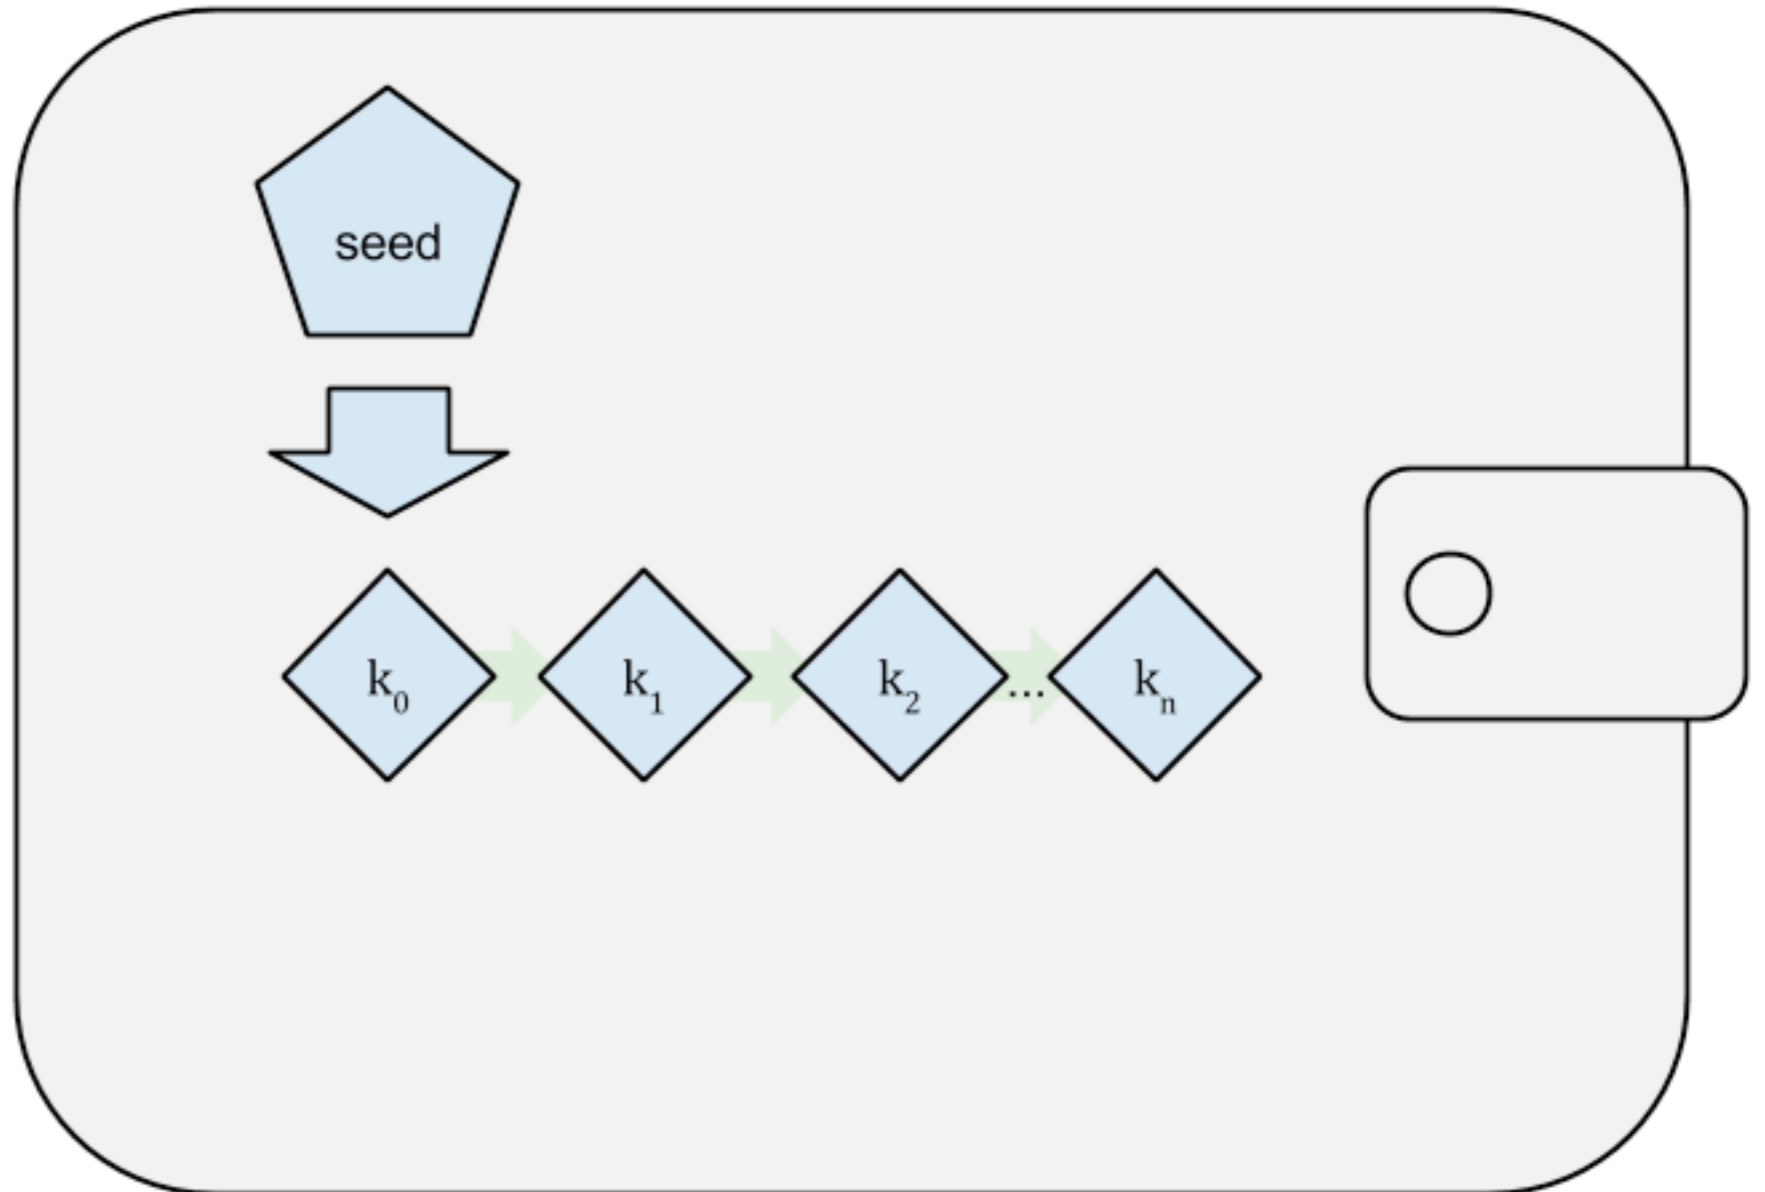 seed
k₀ k₁ k₂ ... kₙ